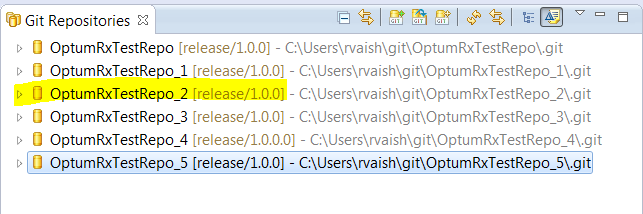 Git Repositories
OptumRxTestRepo [release/1.0.0] - C:\Users\rvaish\git\OptumRxTestRepo\.git
OptumRxTestRepo_1 [release/1.0.0] - C:\Users\rvaish\git\OptumRxTestRepo_1\.git
OptumRxTestRepo_2 [release/1.0.0] - C:\Users\rvaish\git\OptumRxTestRepo_2\.git
OptumRxTestRepo_3 [release/1.0.0] - C:\Users\rvaish\git\OptumRxTestRepo_3\.git
OptumRxTestRepo_4 [release/1.0.0.0] - C:\Users\rvaish\git\OptumRxTestRepo_4\.git
OptumRxTestRepo_5 [release/1.0.0] - C:\Users\rvaish\git\OptumRxTestRepo_5\.git